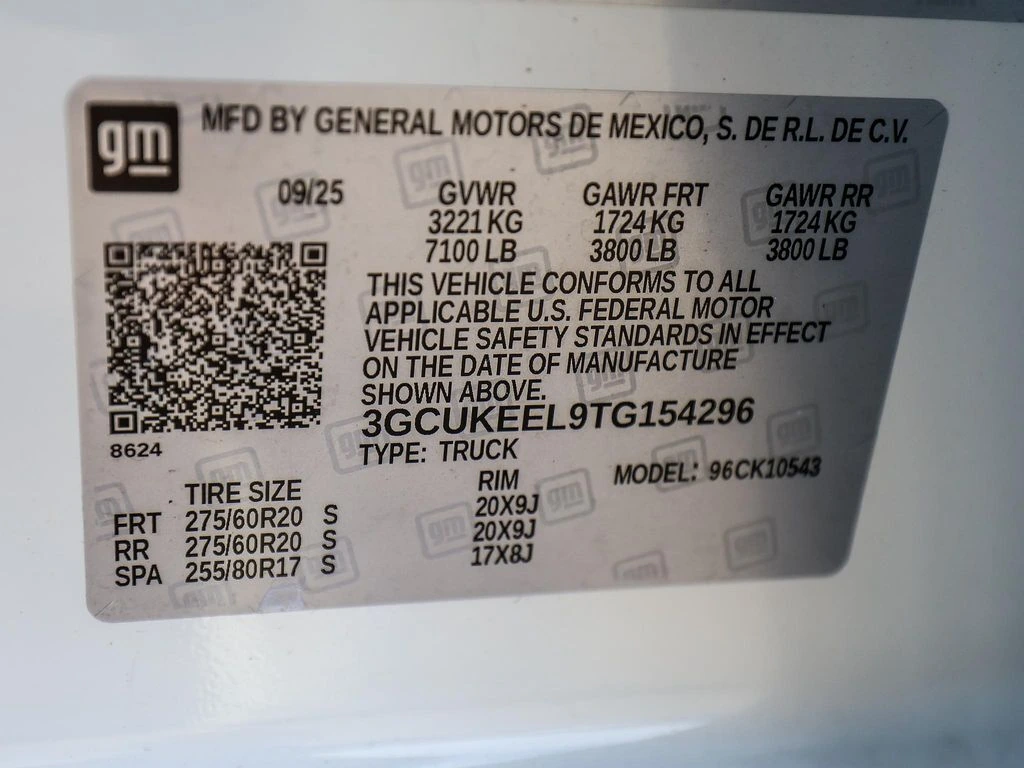 gm
MFD BY GENERAL MOTORS DE MEXICO, S. DE R.L. DE C.V.
09/25 GVWR GAWR FRT GAWR RR
3221 KG 1724 KG 1724 KG
7100 LB 3800 LB 3800 LB
THIS VEHICLE CONFORMS TO ALL
APPLICABLE U.S. FEDERAL MOTOR
VEHICLE SAFETY STANDARDS IN EFFECT
ON THE DATE OF MANUFACTURE
SHOWN ABOVE.
3GCUKEEL9TG154296
8624
TYPE: TRUCK
MODEL: 96CK10543
TIRE SIZE RIM
FRT 275/60R20 S 20X9J
RR 275/60R20 S 20X9J
SPA 255/80R17 S 17X8J